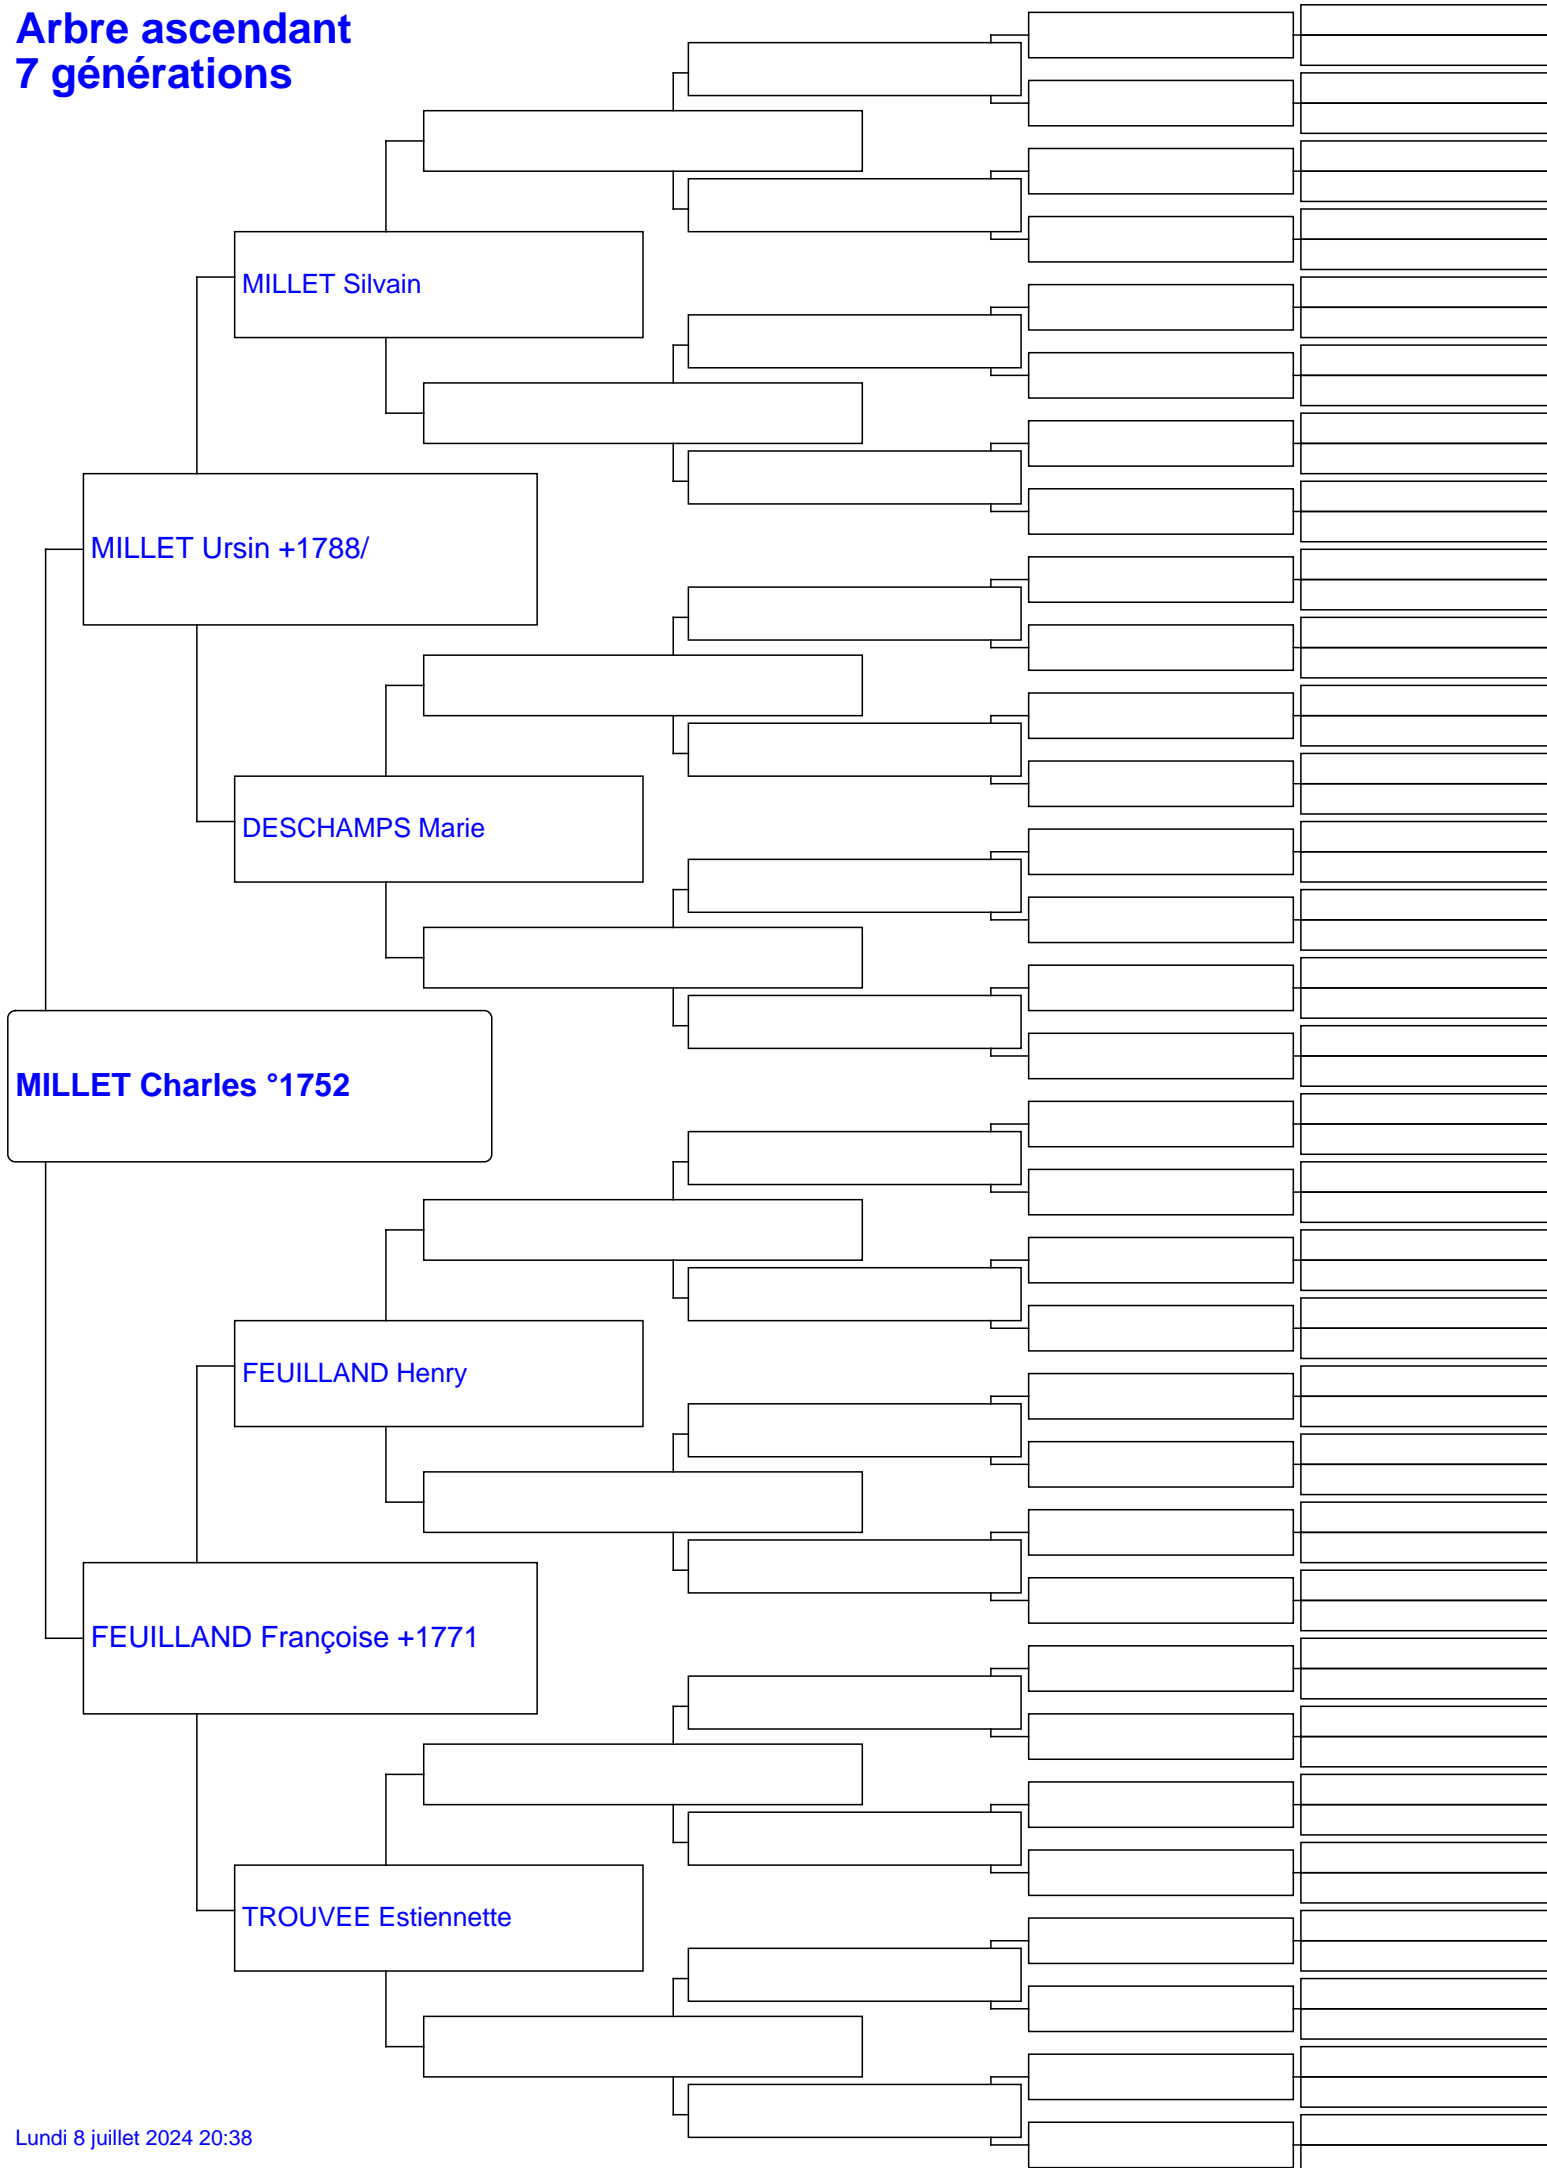 Arbre ascendant
7 générations
MILLET Silvain
MILLET Ursin +1788/
DESCHAMPS Marie
MILLET Charles °1752
FEUILLAND Henry
FEUILLAND Françoise +1771
TROUVEE Estiennette
Lundi 8 juillet 2024 20:38